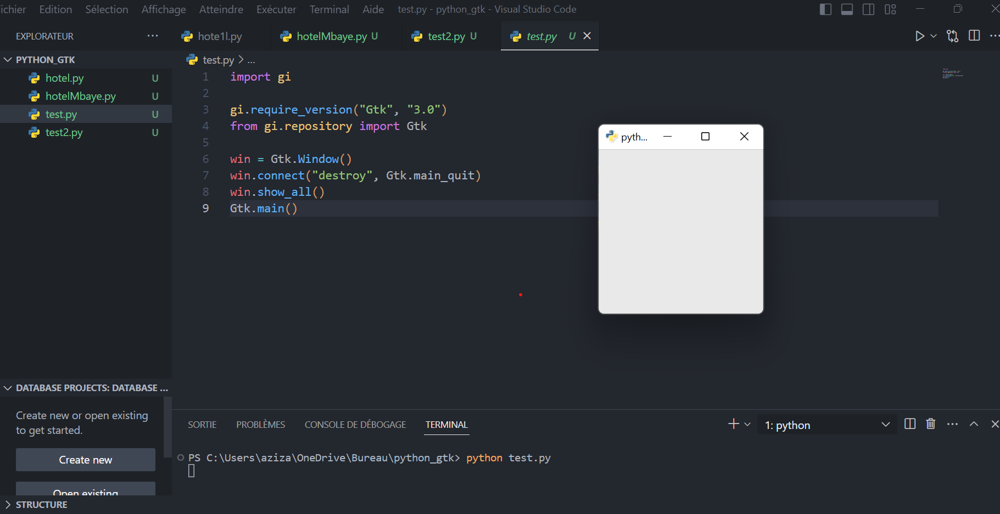 ichier Edition Sélection Affichage Atteindre Exécuter Terminal Aide test.py - python_gtk - Visual Studio Code
EXPLORATEUR ...
hote1l.py hotelMbaye.py U test2.py U test.py U
PYTHON_GTK
hotel.py U
hotelMbaye.py U
test.py U
test2.py U
test.py > ...
1 import gi
2
3 gi.require_version("Gtk", "3.0")
4 from gi.repository import Gtk
5
6 win = Gtk.Window()
7 win.connect("destroy", Gtk.main_quit)
8 win.show_all()
9 Gtk.main()
pyth...
DATABASE PROJECTS: DATABASE ...
Create new or open existing
to get started.
Create new
Open existing
STRUCTURE
SORTIE PROBLÈMES CONSOLE DE DÉBOGAGE TERMINAL 1: python
PS C:\Users\aziza\OneDrive\Bureau\python_gtk> python test.py